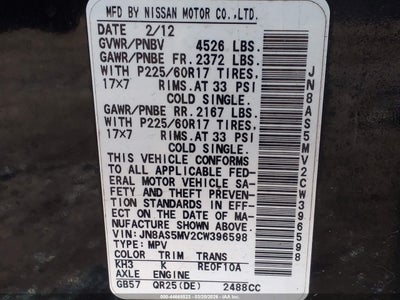 MFD BY NISSAN MOTOR CO.,LTD.
DATE 2/12
GVWR/PNBV 4526 LBS.
GAWR/PNBE FR. 2372 LBS.
WITH P225/60R17 TIRES,
17×7 RIMS.AT 33 PSI
COLD SINGLE.
GAWR/PNBE RR. 2167 LBS.
WITH P225/60R17 TIRES,
17×7 RIMS.AT 33 PSI
COLD SINGLE.
THIS VEHICLE CONFORMS
TO ALL APPLICABLE FED-
ERAL MOTOR VEHICLE SA-
FETY AND THEFT PREVEN-
TION STANDARDS IN EFF-
ECT ON THE DATE OF MA-
NUFACTURE SHOWN ABOVE.
VIN:JN8AS5MV2CW396598
TYPE: MPV
COLOR TRIM TRANS
KH3 K RE0F10A
AXLE ENGINE
GB57 QR25(DE) 2488CC
JN8AS5MV2CW396598